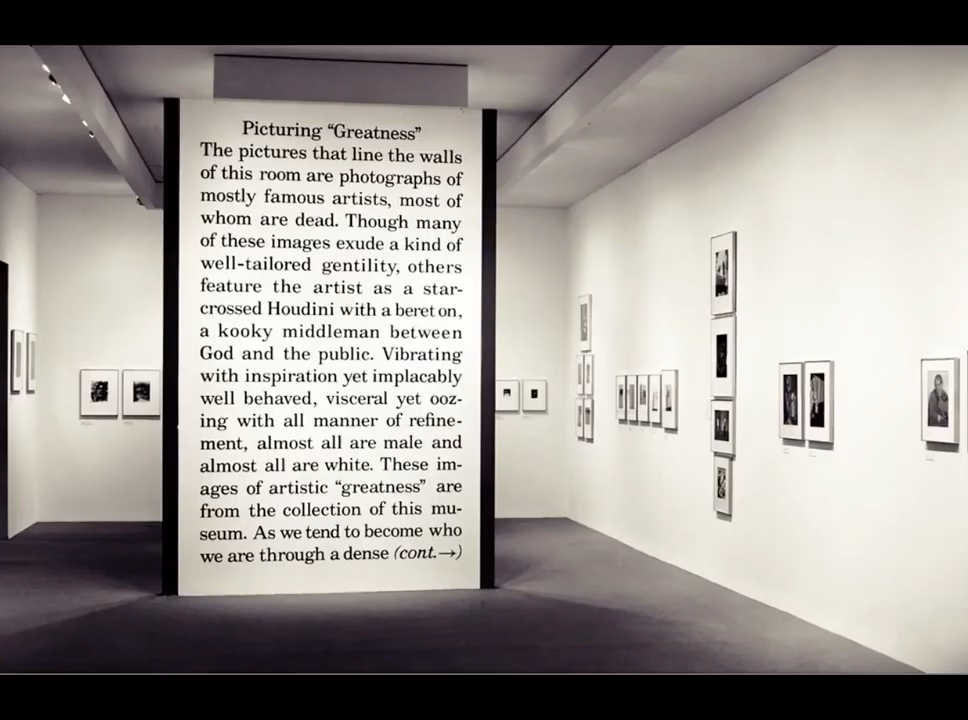 Picturing “Greatness”
The pictures that line the walls
of this room are photographs of
mostly famous artists, most of
whom are dead. Though many
of these images exude a kind of
well-tailored gentility, others
feature the artist as a star-
crossed Houdini with a beret on,
a kooky middleman between
God and the public. Vibrating
with inspiration yet implacably
well behaved, visceral yet ooz-
ing with all manner of refine-
ment, almost all are male and
almost all are white. These im-
ages of artistic “greatness” are
from the collection of this mu-
seum. As we tend to become who
we are through a dense (cont.→)